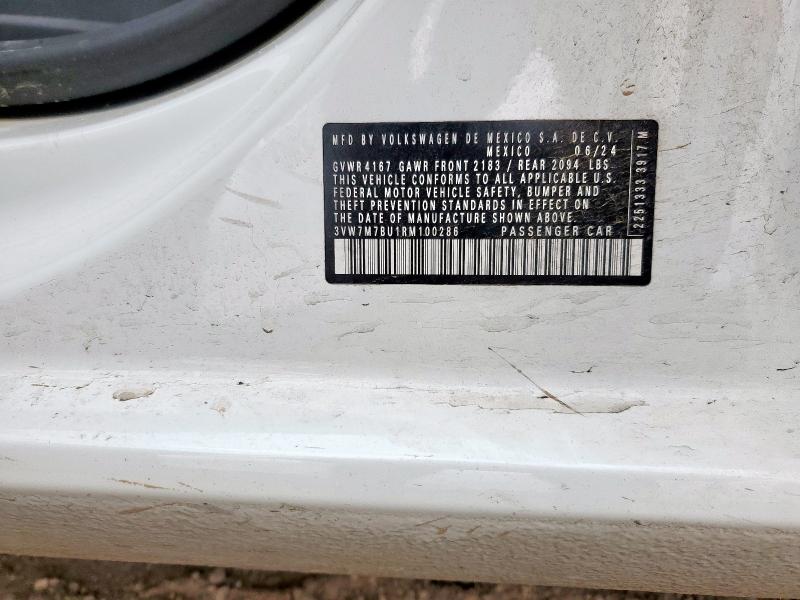 MFD BY VOLKSWAGEN DE MEXICO S.A. DE C.V.
MEXICO 06/24
GVWR 4167 GAWR FRONT 2183 / REAR 2094 LBS
THIS VEHICLE CONFORMS TO ALL APPLICABLE U.S.
FEDERAL MOTOR VEHICLE SAFETY, BUMPER AND
THEFT PREVENTION STANDARDS IN EFFECT ON
THE DATE OF MANUFACTURE SHOWN ABOVE.
3VW7M7BU1RM100286 PASSENGER CAR
2261333 3917 M